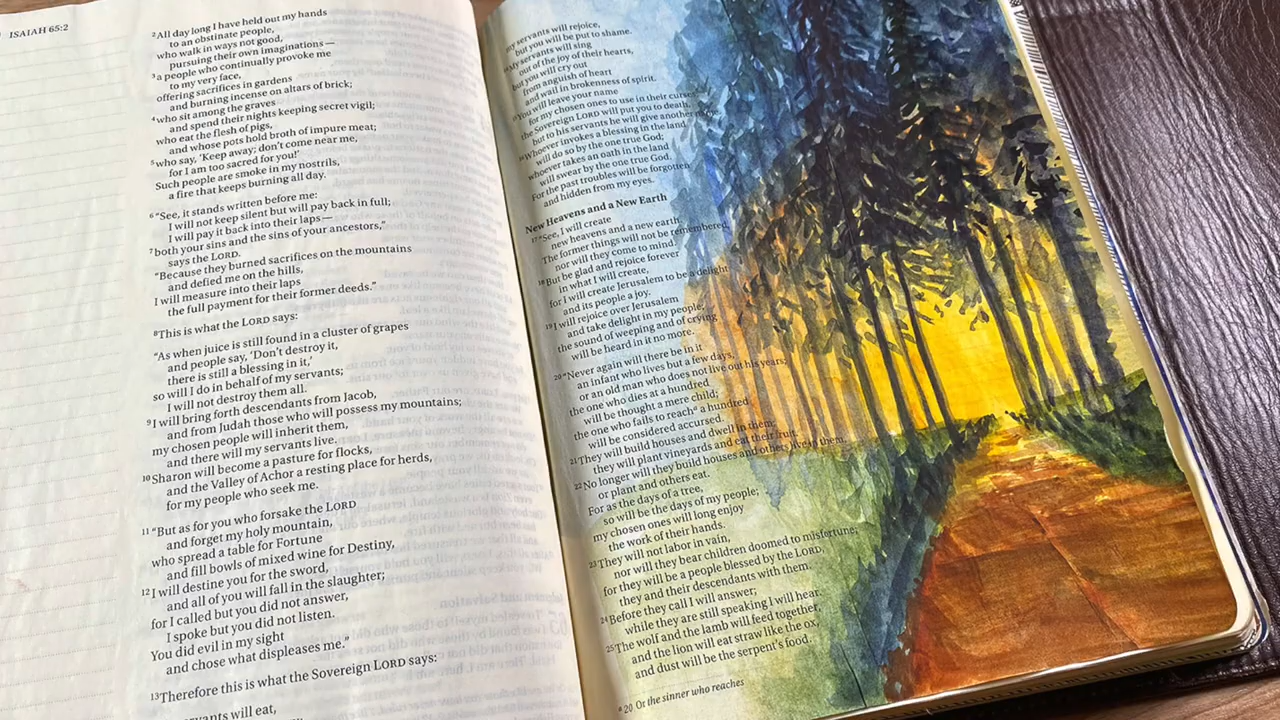 ISAIAH 65:2
2All day long I have held out my hands
to an obstinate people,
who walk in ways not good,
pursuing their own imaginations—
3a people who continually provoke me
to my very face,
offering sacrifices in gardens
and burning incense on altars of brick;
4who sit among the graves
and spend their nights keeping secret vigil;
who eat the flesh of pigs,
and whose pots hold broth of impure meat;
5who say, ‘Keep away; don’t come near me,
for I am too sacred for you!’
Such people are smoke in my nostrils,
a fire that keeps burning all day.
6“See, it stands written before me:
I will not keep silent but will pay back in full;
I will pay it back into their laps—
7both your sins and the sins of your ancestors,”
says the LORD.
“Because they burned sacrifices on the mountains
and defied me on the hills,
I will measure into their laps
the full payment for their former deeds.”
8This is what the LORD says:
“As when juice is still found in a cluster of grapes
and people say, ‘Don’t destroy it,
there is still a blessing in it,’
so will I do in behalf of my servants;
I will not destroy them all.
9I will bring forth descendants from Jacob,
and from Judah those who will possess my mountains;
my chosen people will inherit them,
and there will my servants live.
10Sharon will become a pasture for flocks,
and the Valley of Achor a resting place for herds,
for my people who seek me.
11“But as for you who forsake the LORD
and forget my holy mountain,
who spread a table for Fortune
and fill bowls of mixed wine for Destiny,
12I will destine you for the sword,
and all of you will fall in the slaughter;
for I called but you did not answer,
I spoke but you did not listen.
You did evil in my sight
and chose what displeases me.”
13Therefore this is what the Sovereign LORD says:
servants will eat,
my servants will rejoice,
but you will be put to shame.
14My servants will sing
out of the joy of their hearts,
but you will cry out
from anguish of heart
and wail in brokenness of spirit.
15You will leave your name
for my chosen ones to use in their curses;
the Sovereign LORD will put you to death,
but to his servants he will give another name.
16Whoever invokes a blessing in the land
will do so by the one true God;
whoever takes an oath in the land
will swear by the one true God.
For the past troubles will be forgotten
and hidden from my eyes.
New Heavens and a New Earth
17“See, I will create
new heavens and a new earth.
The former things will not be remembered,
nor will they come to mind.
18But be glad and rejoice forever
in what I will create,
for I will create Jerusalem to be a delight
and its people a joy.
19I will rejoice over Jerusalem
and take delight in my people;
the sound of weeping and of crying
will be heard in it no more.
20“Never again will there be in it
an infant who lives but a few days,
or an old man who does not live out his years;
the one who dies at a hundred
will be thought a mere child;
the one who fails to reacha a hundred
will be considered accursed.
21They will build houses and dwell in them;
they will plant vineyards and eat their fruit.
22No longer will they build houses and others live in them,
or plant and others eat.
For as the days of a tree,
so will be the days of my people;
my chosen ones will long enjoy
the work of their hands.
23They will not labor in vain,
nor will they bear children doomed to misfortune;
for they will be a people blessed by the LORD,
they and their descendants with them.
24Before they call I will answer;
while they are still speaking I will hear.
25The wolf and the lamb will feed together,
and the lion will eat straw like the ox,
and dust will be the serpent’s food.
a 20 Or the sinner who reaches